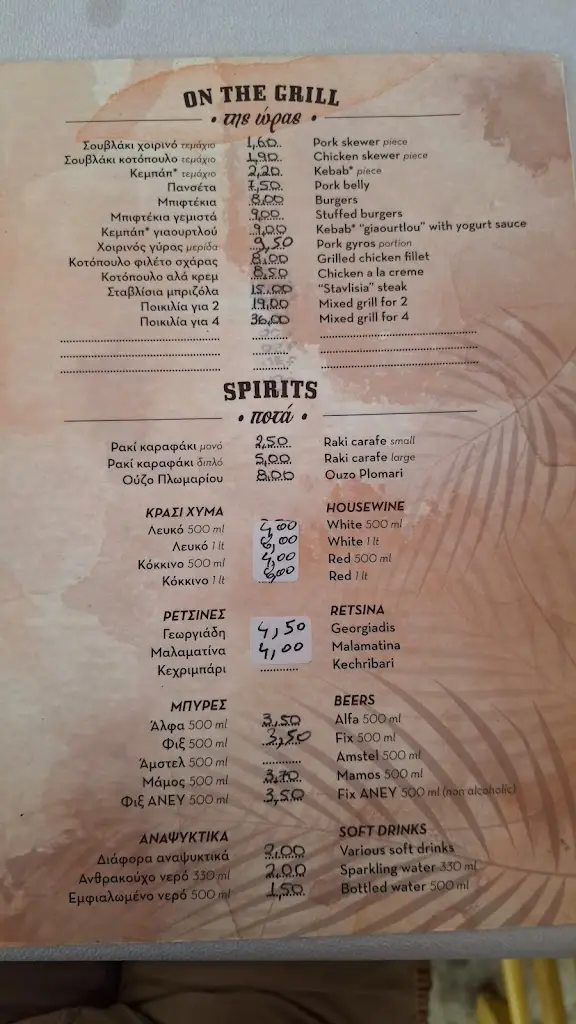 ON THE GRILL
• της ώρας •
Σουβλάκι χοιρινό τεμάχιο 1,60 Pork skewer piece
Σουβλάκι κοτόπουλο τεμάχιο 1,90 Chicken skewer piece
Κεμπάπ* τεμάχιο 2,20 Kebab* piece
Πανσέτα 7,50 Pork belly
Μπιφτέκια 8,00 Burgers
Μπιφτέκια γεμιστά 9,00 Stuffed burgers
Κεμπάπ* γιαουρτλού 9,00 Kebab* "giaourtlou" with yogurt sauce
Χοιρινός γύρος μερίδα 9,50 Pork gyros portion
Κοτόπουλο φιλέτο σχάρας 8,00 Grilled chicken fillet
Κοτόπουλο αλά κρεμ 8,50 Chicken a la creme
Σταβλίσια μπριζόλα 15,00 "Stavlisia" steak
Ποικιλία για 2 19,00 Mixed grill for 2
Ποικιλία για 4 36,00 Mixed grill for 4
SPIRITS
• ποτά •
Ρακί καραφάκι μονό 2,50 Raki carafe small
Ρακί καραφάκι διπλό 5,00 Raki carafe large
Ούζο Πλωμαρίου 8,00 Ouzo Plomari
ΚΡΑΣΙ ΧΥΜΑ HOUSEWINE
Λευκό 500 ml White 500 ml
Λευκό 1 lt 8,00 White 1 lt
Κόκκινο 500 ml 4,00 Red 500 ml
Κόκκινο 1 lt 8,00 Red 1 lt
ΡΕΤΣΙΝΕΣ RETSINA
Γεωργιάδη 4,50 Georgiadis
Μαλαματίνα 4,00 Malamatina
Κεχριμπάρι Kechribari
ΜΠΥΡΕΣ BEERS
Άλφα 500 ml 3,50 Alfa 500 ml
Φιξ 500 ml 3,50 Fix 500 ml
Άμστελ 500 ml Amstel 500 ml
Μάμος 500 ml 3,70 Mamos 500 ml
Φιξ ΑΝΕΥ 500 ml 3,50 Fix ANEY 500 ml (non alcoholic)
ΑΝΑΨΥΚΤΙΚΑ SOFT DRINKS
Διάφορα αναψυκτικά 2,00 Various soft drinks
Ανθρακούχο νερό 330 ml 2,00 Sparkling water 330 ml
Εμφιαλωμένο νερό 500 ml 1,50 Bottled water 500 ml